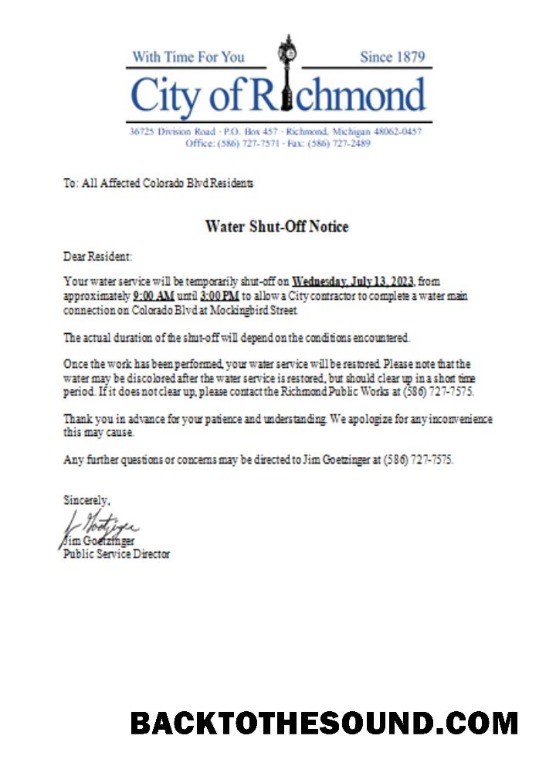 With Time For You Since 1879
City of Richmond
36725 Division Road · P.O. Box 457 · Richmond, Michigan 48062-0457
Office: (586) 727-7571 · Fax: (586) 727-2489
To: All Affected Colorado Blvd Residents
Water Shut-Off Notice
Dear Resident:
Your water service will be temporarily shut-off on Wednesday, July 13, 2023, from
approximately 9:00 AM until 3:00 PM to allow a City contractor to complete a water main
connection on Colorado Blvd at Mockingbird Street.
The actual duration of the shut-off will depend on the conditions encountered.
Once the work has been performed, your water service will be restored. Please note that the
water may be discolored after the water service is restored, but should clear up in a short time
period. If it does not clear up, please contact the Richmond Public Works at (586) 727-7575.
Thank you in advance for your patience and understanding. We apologize for any inconvenience
this may cause.
Any further questions or concerns may be directed to Jim Goetzinger at (586) 727-7575.
Sincerely,
Jim Goetzinger
Public Service Director
BACKTOTHESOUND.COM